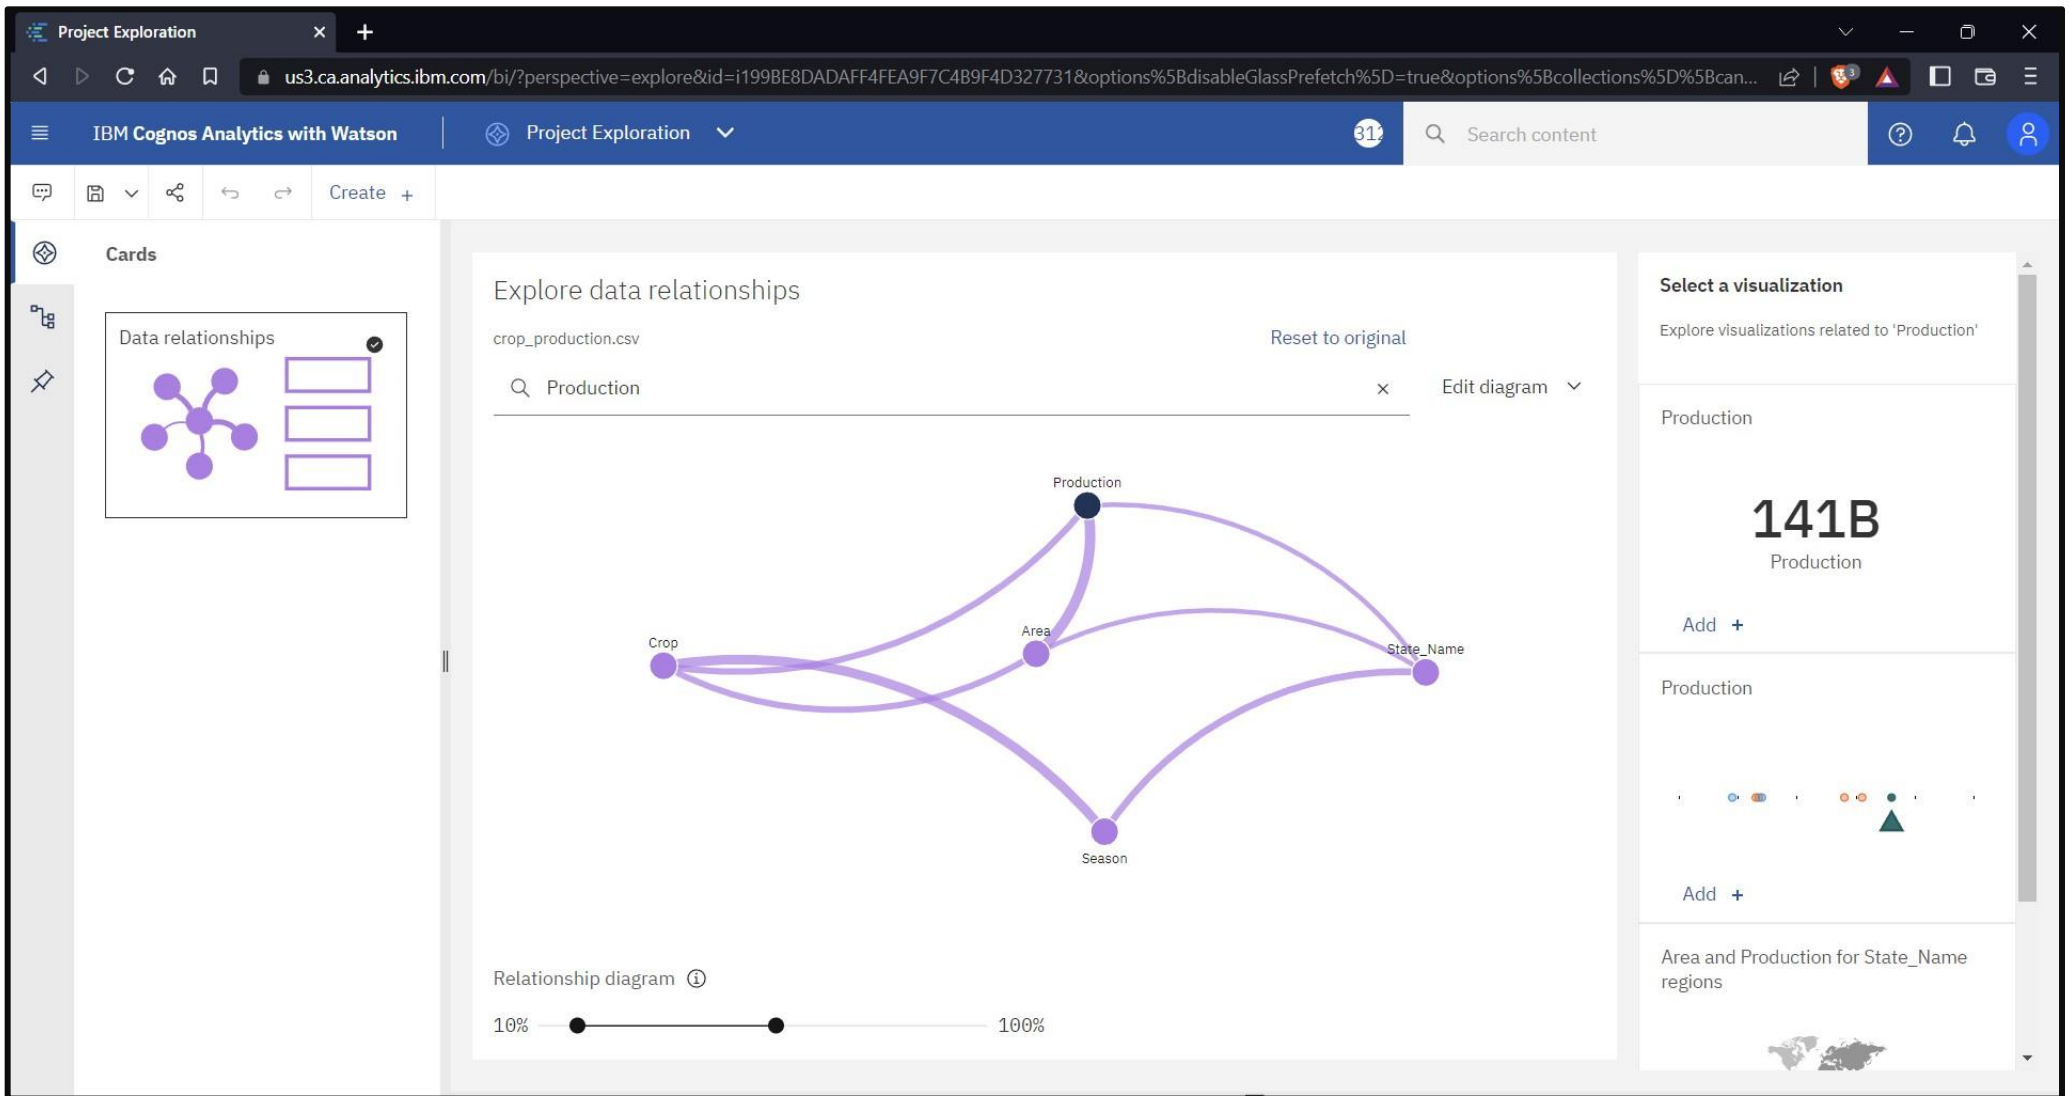 Project Exploration
us3.ca.analytics.ibm.com/bi/?perspective=explore&id=i199BE8DADAFF4FEA9F7C4B9F4D327731&options%5BdisableGlassPrefetch%5D=true&options%5Bcollections%5D%5Bcan...
3
IBM Cognos Analytics with Watson
Project Exploration
312
Search content
Create +
Cards
Data relationships
Explore data relationships
crop_production.csv
Reset to original
Production
Edit diagram
Production
Crop
Area
State_Name
Season
Relationship diagram
10%
100%
Select a visualization
Explore visualizations related to 'Production'
Production
141B
Production
Add +
Production
Add +
Area and Production for State_Name
regions